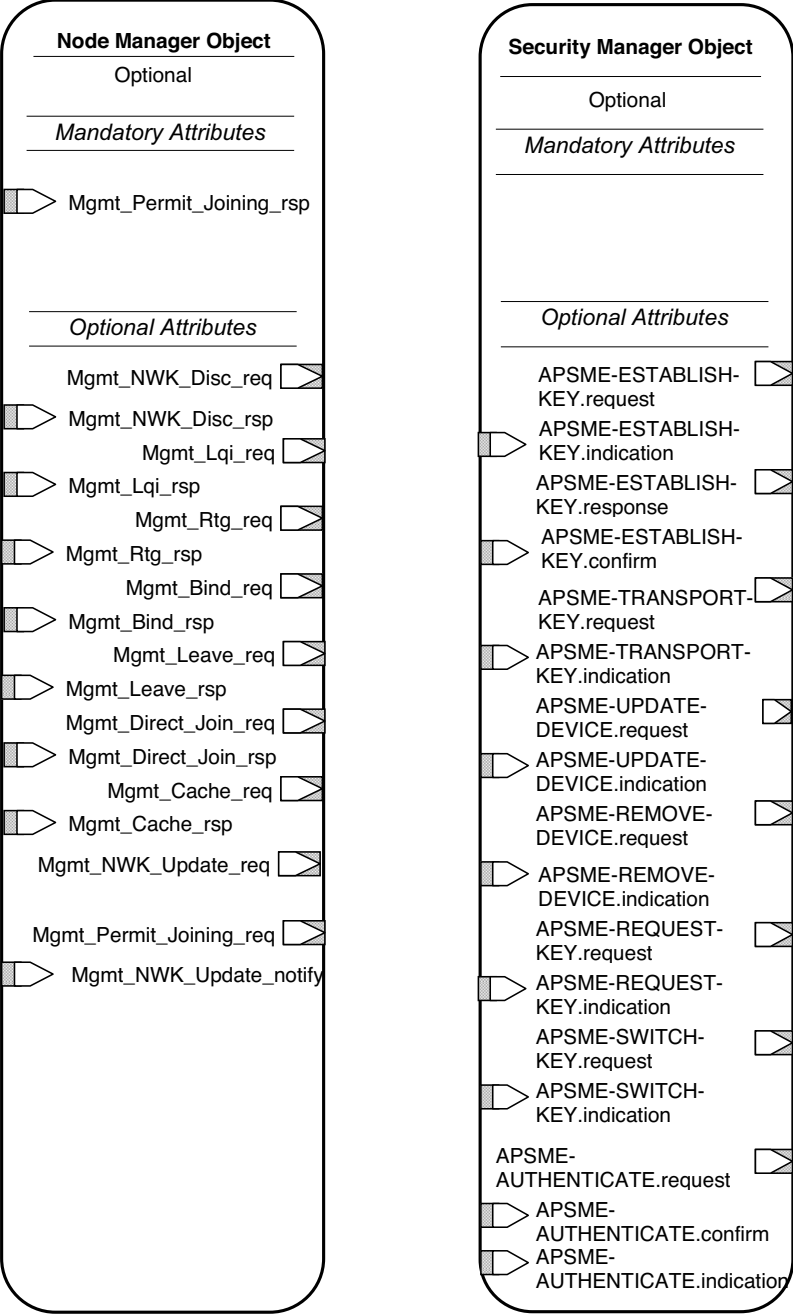 Node Manager Object
Optional
Mandatory Attributes
Mgmt_Permit_Joining_rsp
Optional Attributes
Mgmt_NWK_Disc_req
Mgmt_NWK_Disc_rsp
Mgmt_Lqi_req
Mgmt_Lqi_rsp
Mgmt_Rtg_req
Mgmt_Rtg_rsp
Mgmt_Bind_req
Mgmt_Bind_rsp
Mgmt_Leave_req
Mgmt_Leave_rsp
Mgmt_Direct_Join_req
Mgmt_Direct_Join_rsp
Mgmt_Cache_req
Mgmt_Cache_rsp
Mgmt_NWK_Update_req
Mgmt_Permit_Joining_req
Mgmt_NWK_Update_notify
Security Manager Object
Optional
Mandatory Attributes
Optional Attributes
APSME-ESTABLISH-
KEY.request
APSME-ESTABLISH-
KEY.indication
APSME-ESTABLISH-
KEY.response
APSME-ESTABLISH-
KEY.confirm
APSME-TRANSPORT-
KEY.request
APSME-TRANSPORT-
KEY.indication
APSME-UPDATE-
DEVICE.request
APSME-UPDATE-
DEVICE.indication
APSME-REMOVE-
DEVICE.request
APSME-REMOVE-
DEVICE.indication
APSME-REQUEST-
KEY.request
APSME-REQUEST-
KEY.indication
APSME-SWITCH-
KEY.request
APSME-SWITCH-
KEY.indication
APSME-
AUTHENTICATE.request
APSME-
AUTHENTICATE.confirm
APSME-
AUTHENTICATE.indication